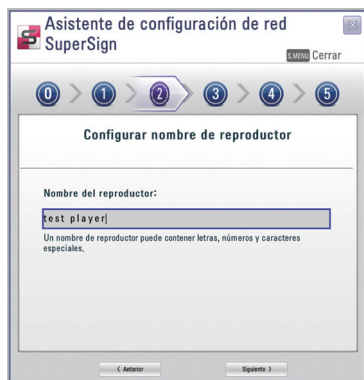 Asistente de configuración de red
SuperSign
S.MENU Cerrar
0 > 1 > 2 > 3 > 4 > 5
Configurar nombre de reproductor
Nombre del reproductor:
test player
Un nombre de reproductor puede contener letras, números y caracteres
especiales.
< Anterior Siguiente >